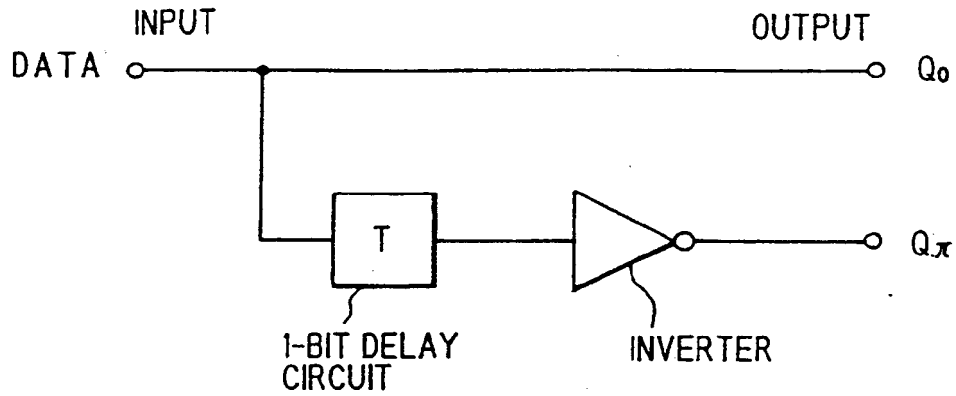 INPUT
OUTPUT
DATA
Q₀
T
Qπ
1-BIT DELAY
CIRCUIT
INVERTER